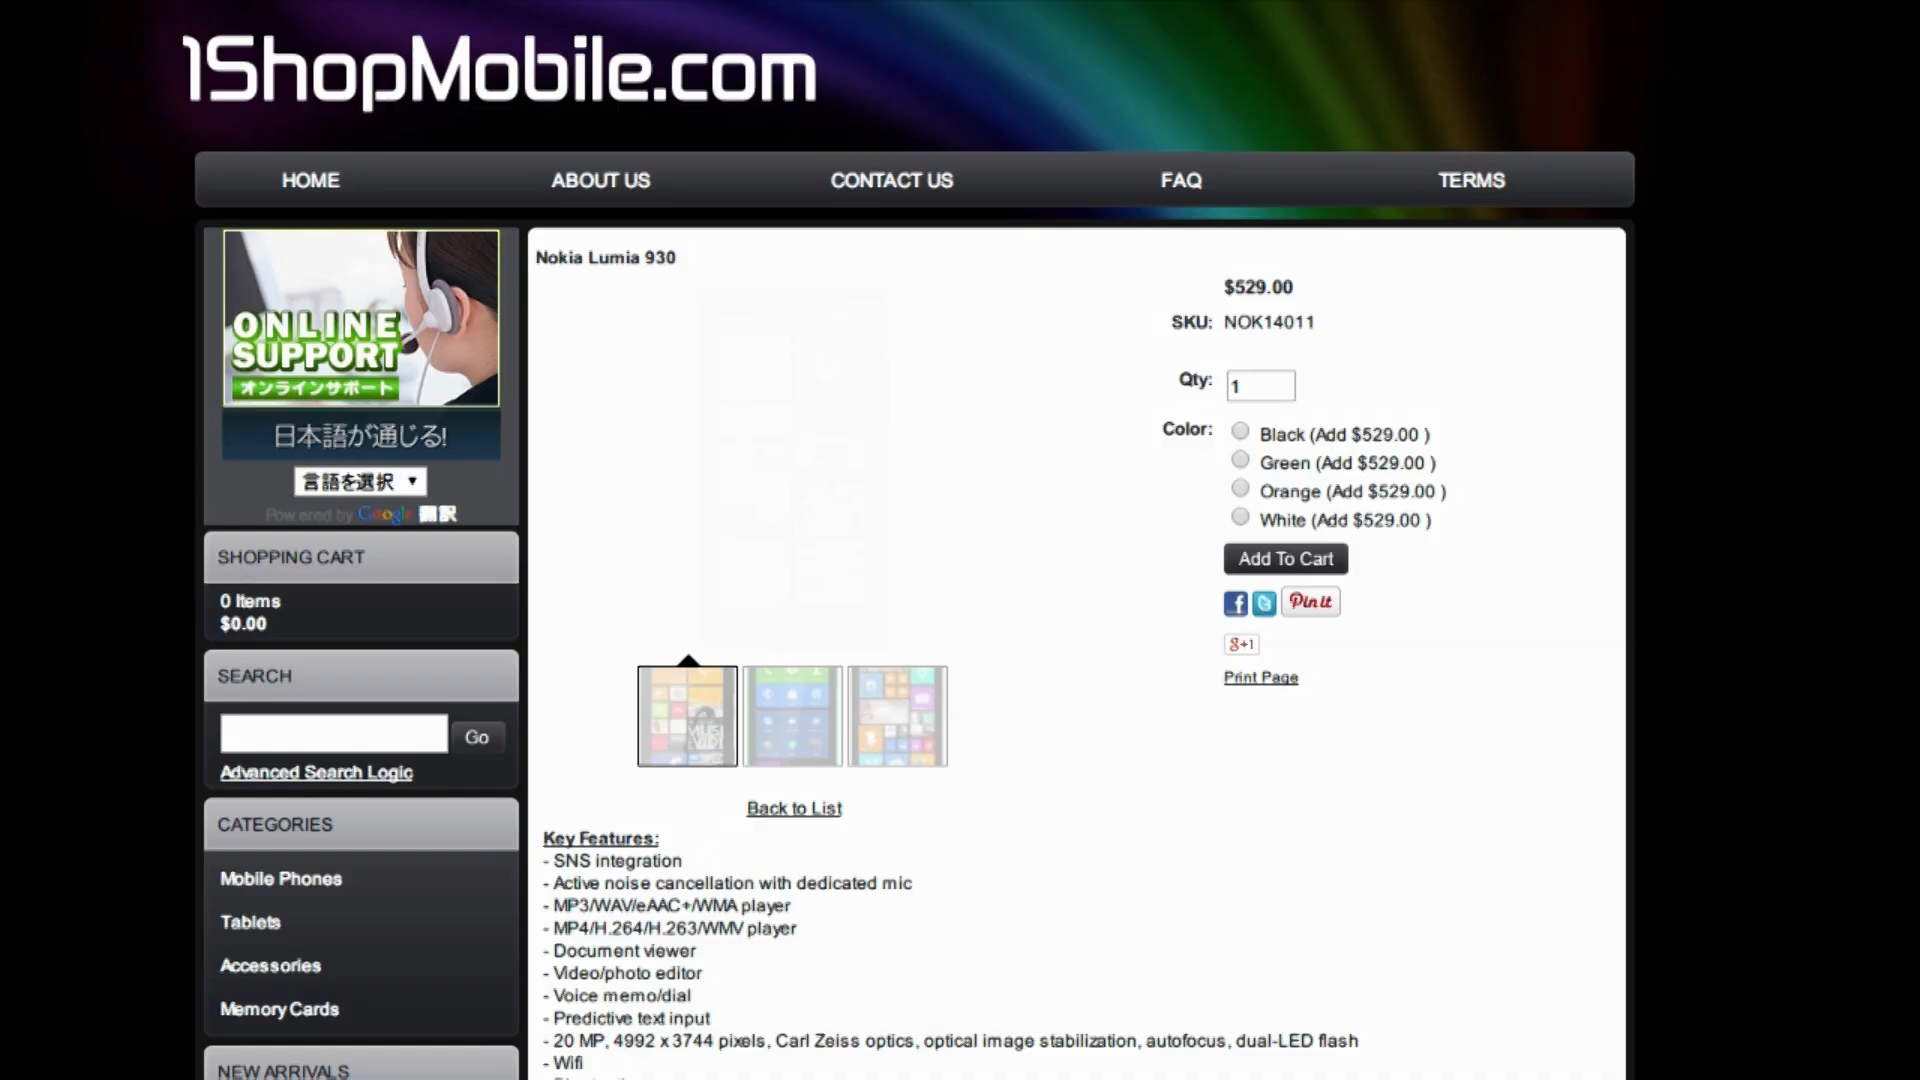 1ShopMobile.com
HOME
ABOUT US
CONTACT US
FAQ
TERMS
ONLINE
SUPPORT
オンラインサポート
日本語が通じる!
言語を選択 ▼
Powered by Google 翻訳
SHOPPING CART
0 Items
$0.00
SEARCH
Go
Advanced Search Logic
CATEGORIES
Mobile Phones
Tablets
Accessories
Memory Cards
NEW ARRIVALS
Nokia Lumia 930
$529.00
SKU: NOK14011
Qty: 1
Color: Black (Add $529.00 )
Green (Add $529.00 )
Orange (Add $529.00 )
White (Add $529.00 )
Add To Cart
Pin it
g+1
Print Page
Back to List
Key Features:
- SNS integration
- Active noise cancellation with dedicated mic
- MP3/WAV/eAAC+/WMA player
- MP4/H.264/H.263/WMV player
- Document viewer
- Video/photo editor
- Voice memo/dial
- Predictive text input
- 20 MP, 4992 x 3744 pixels, Carl Zeiss optics, optical image stabilization, autofocus, dual-LED flash
- Wifi